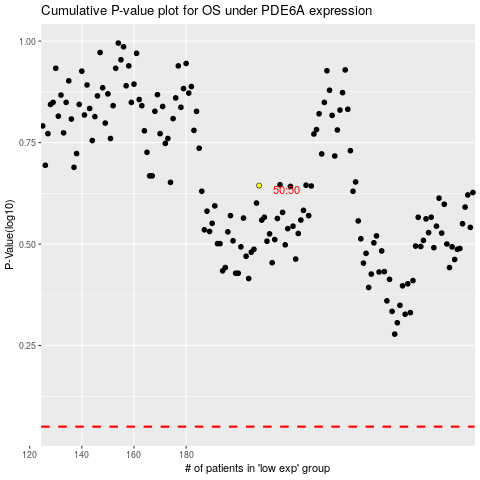 Cumulative P-value plot for OS under PDE6A expression
P-Value(log10)
1.00
0.75
0.50
0.25
50:50
120 140 160 180
# of patients in 'low exp' group